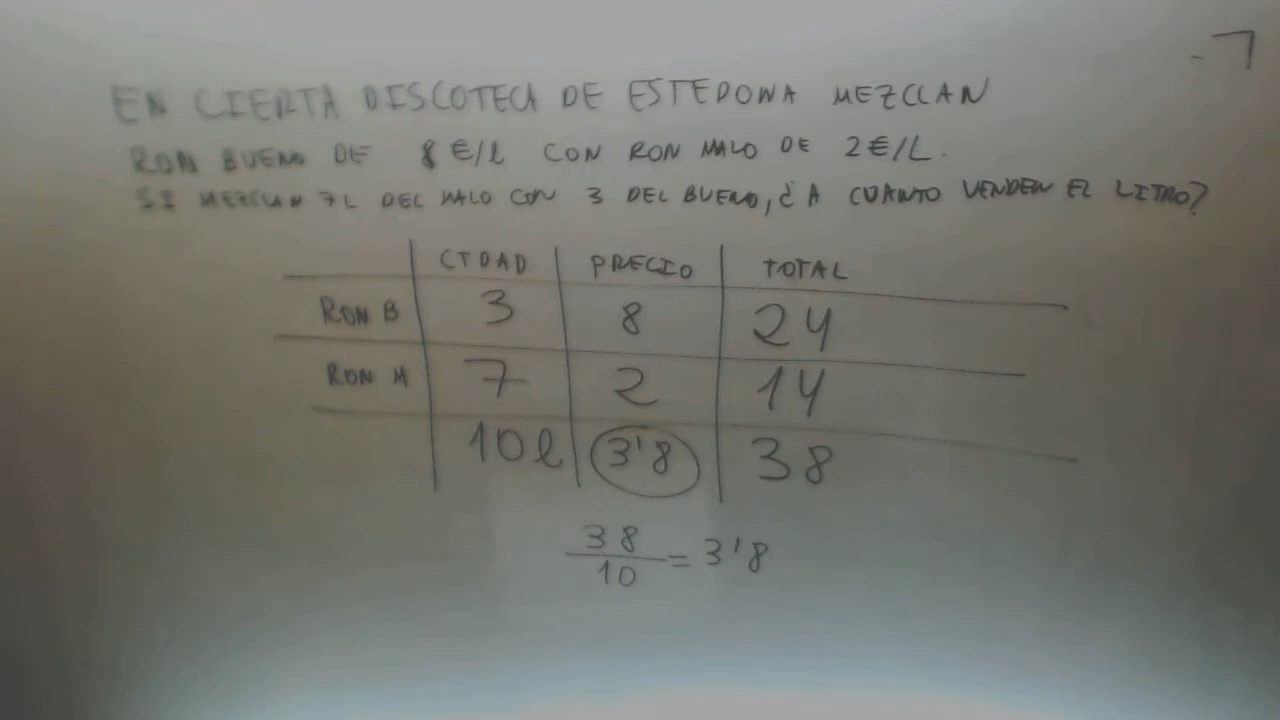 -7
EN CIERTA DISCOTECA DE ESTEPONA MEZCLAN
RON BUENO DE 8 €/l CON RON MALO DE 2€/L.
SI MEZCLAN 7L DEL MALO CON 3 DEL BUENO, ¿A CUANTO VENDEN EL LITRO?
CTDAD PRECIO TOTAL
RON B 3 8 24
RON M 7 2 14
10l 3'8 38
38
10 = 3'8